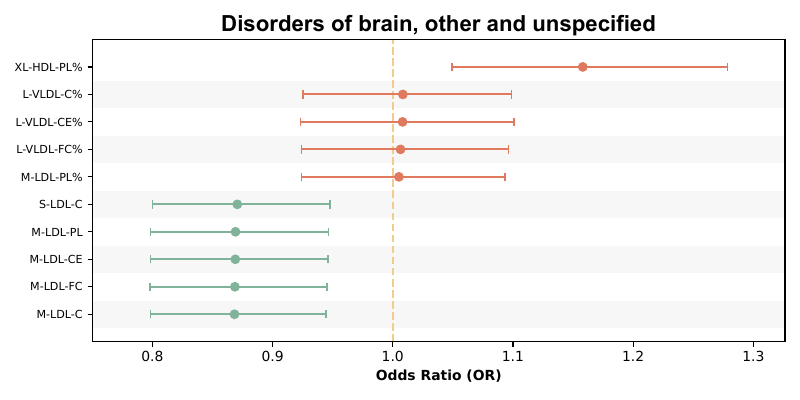 Disorders of brain, other and unspecified
XL-HDL-PL%
L-VLDL-C%
L-VLDL-CE%
L-VLDL-FC%
M-LDL-PL%
S-LDL-C
M-LDL-PL
M-LDL-CE
M-LDL-FC
M-LDL-C
0.8 0.9 1.0 1.1 1.2 1.3
Odds Ratio (OR)